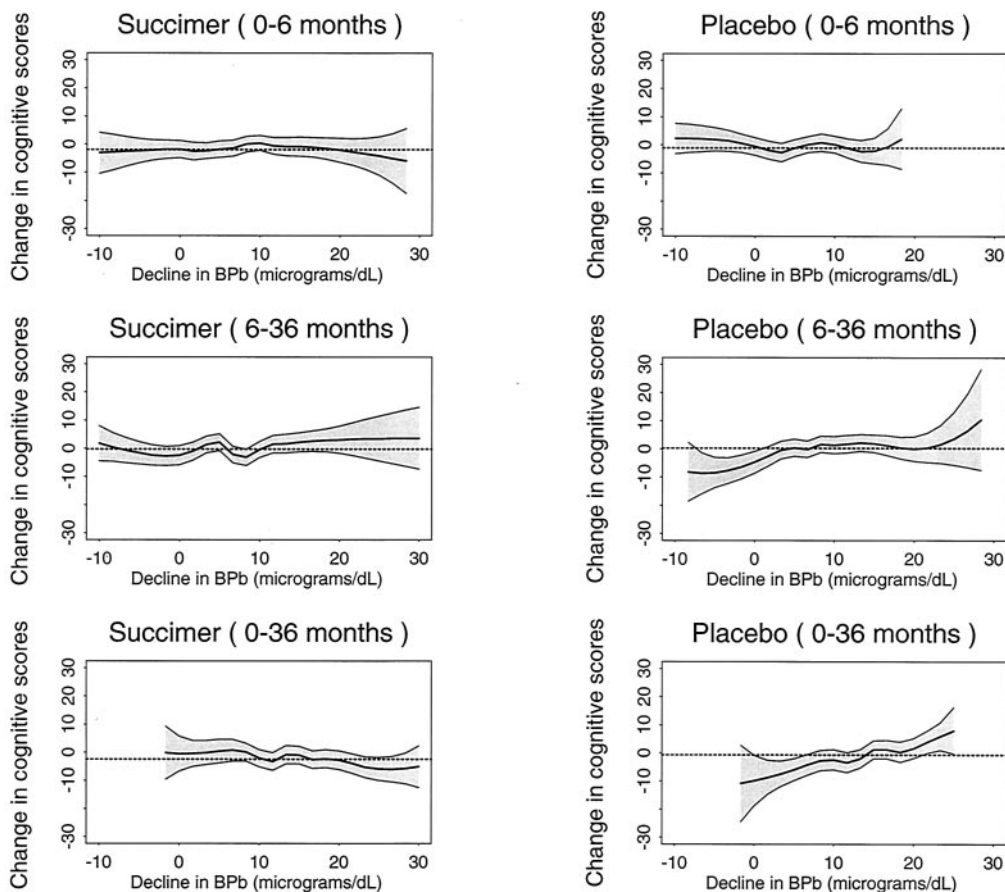 Succimer ( 0-6 months )
Change in cognitive scores
30
20
10
0
-10
-30
-10 0 10 20 30
Decline in BPb (micrograms/dL)
Placebo ( 0-6 months )
Change in cognitive scores
30
20
10
0
-10
-30
-10 0 10 20 30
Decline in BPb (micrograms/dL)
Succimer ( 6-36 months )
Change in cognitive scores
30
20
10
0
-10
-30
-10 0 10 20 30
Decline in BPb (micrograms/dL)
Placebo ( 6-36 months )
Change in cognitive scores
30
20
10
0
-10
-30
-10 0 10 20 30
Decline in BPb (micrograms/dL)
Succimer ( 0-36 months )
Change in cognitive scores
30
20
10
0
-10
-30
-10 0 10 20 30
Decline in BPb (micrograms/dL)
Placebo ( 0-36 months )
Change in cognitive scores
30
20
10
0
-10
-30
-10 0 10 20 30
Decline in BPb (micrograms/dL)